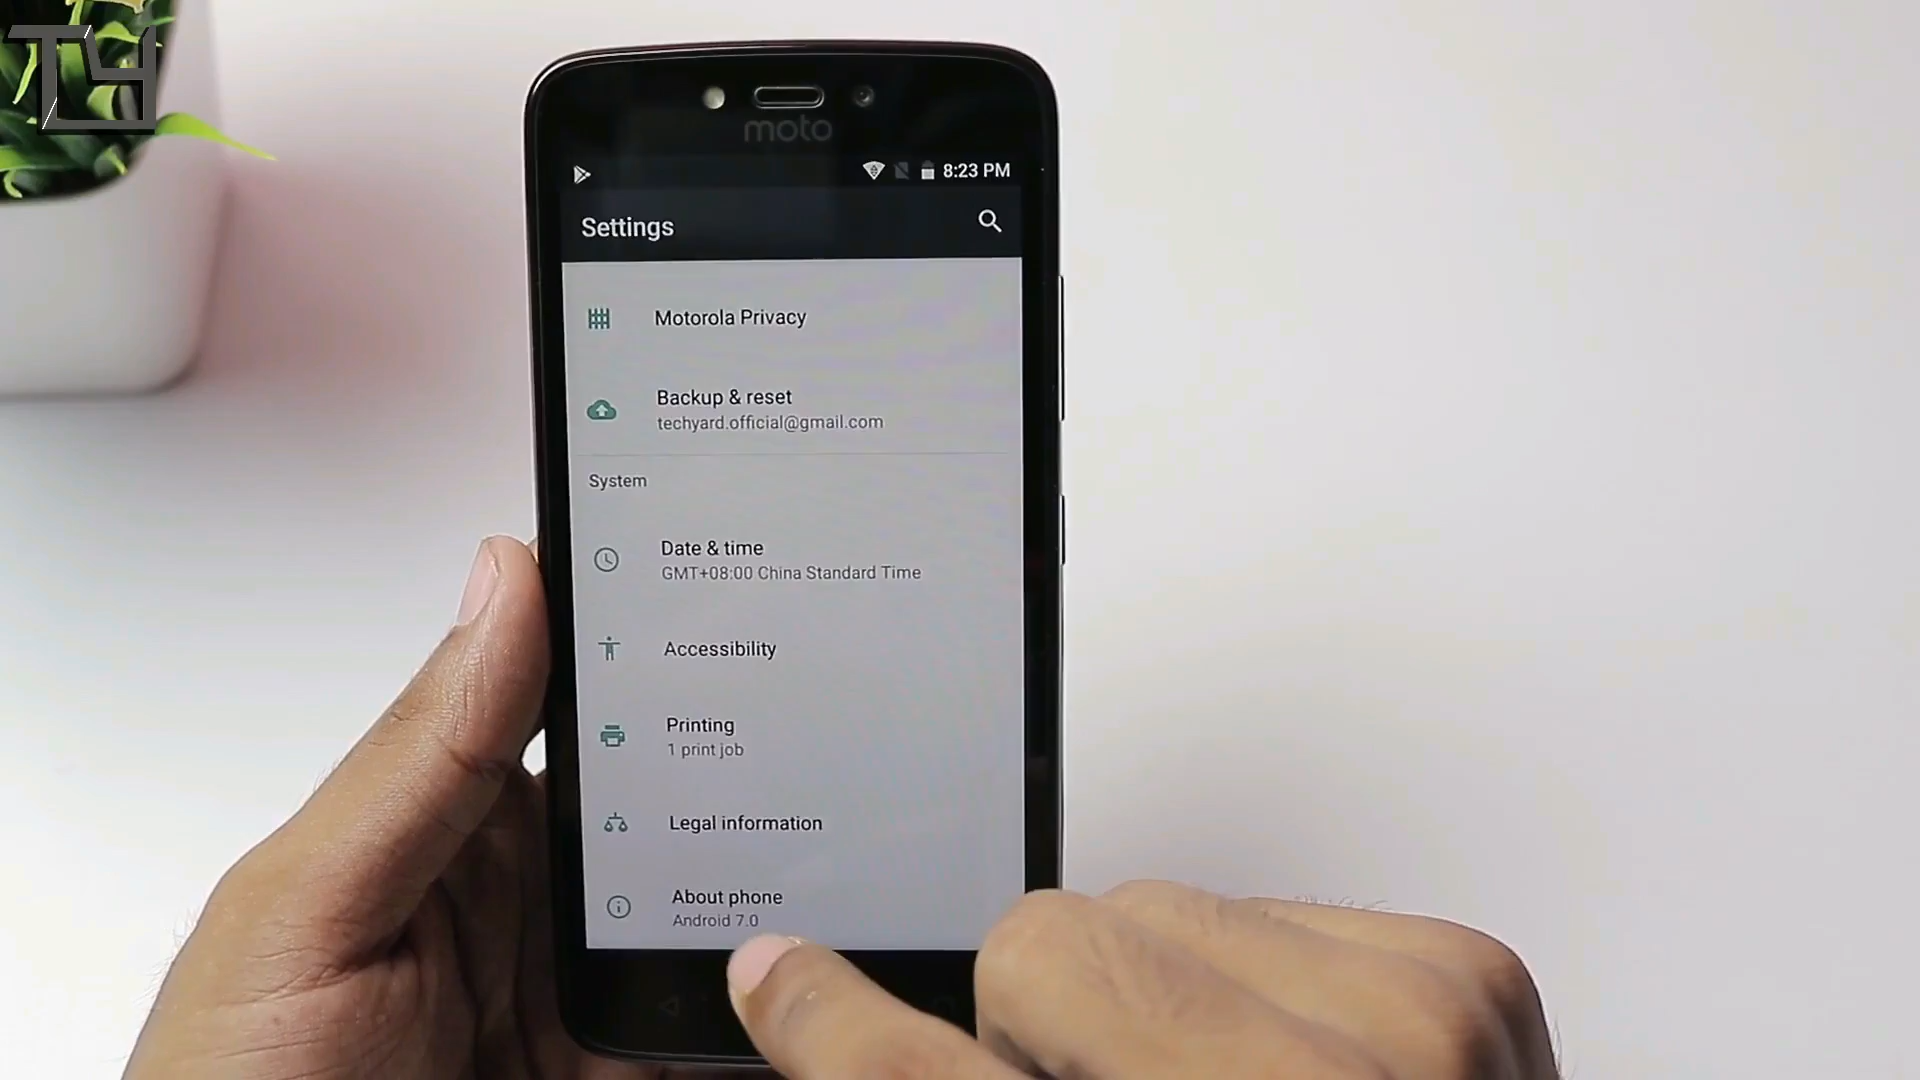 TY
moto
8:23 PM
Settings
Motorola Privacy
Backup & reset
techyard.official@gmail.com
System
Date & time
GMT+08:00 China Standard Time
Accessibility
Printing
1 print job
Legal information
About phone
Android 7.0